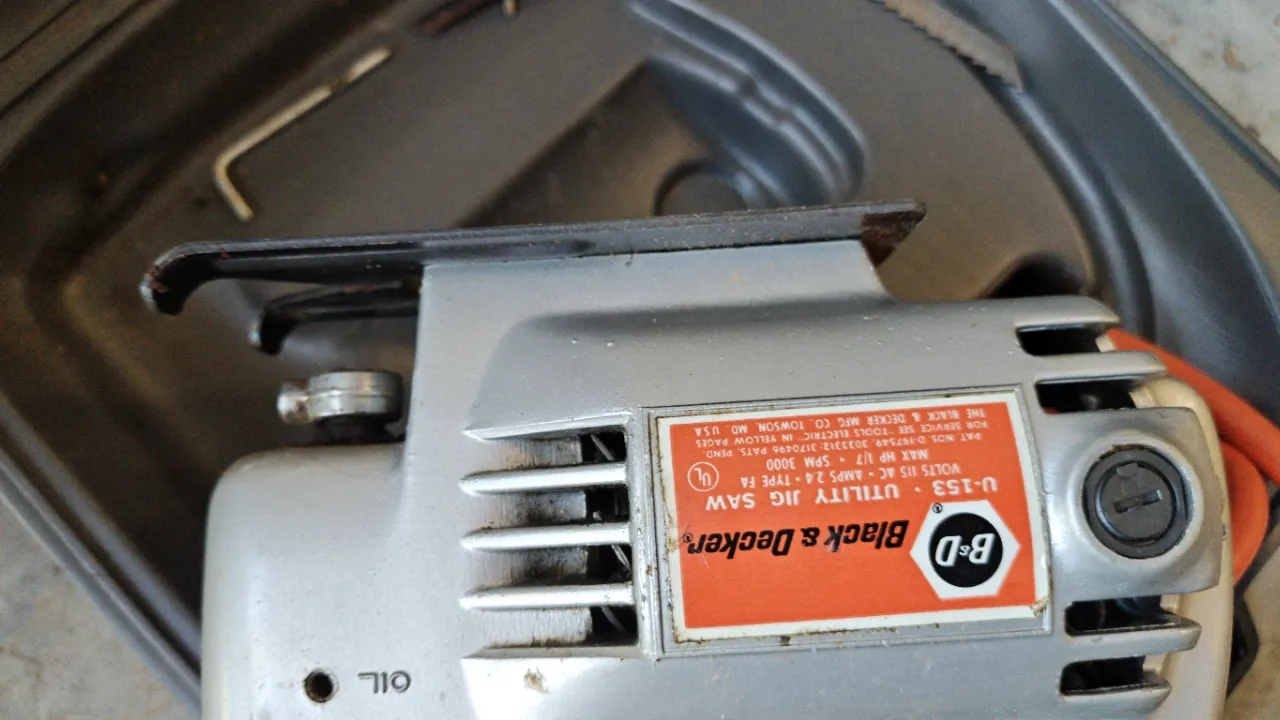 B&D
Black & Decker®
U-153 • UTILITY JIG SAW
VOLTS 115 AC • AMPS 2.4 • TYPE FA
MAX HP 1/7 • SPM 3000
UL
PAT. NOS. D-197549, 3033312; 3170496 PATS. PEND.
FOR SERVICE SEE "TOOLS ELECTRIC" IN YELLOW PAGES
THE BLACK & DECKER MFG. CO. TOWSON, MD. U.S.A.
OIL